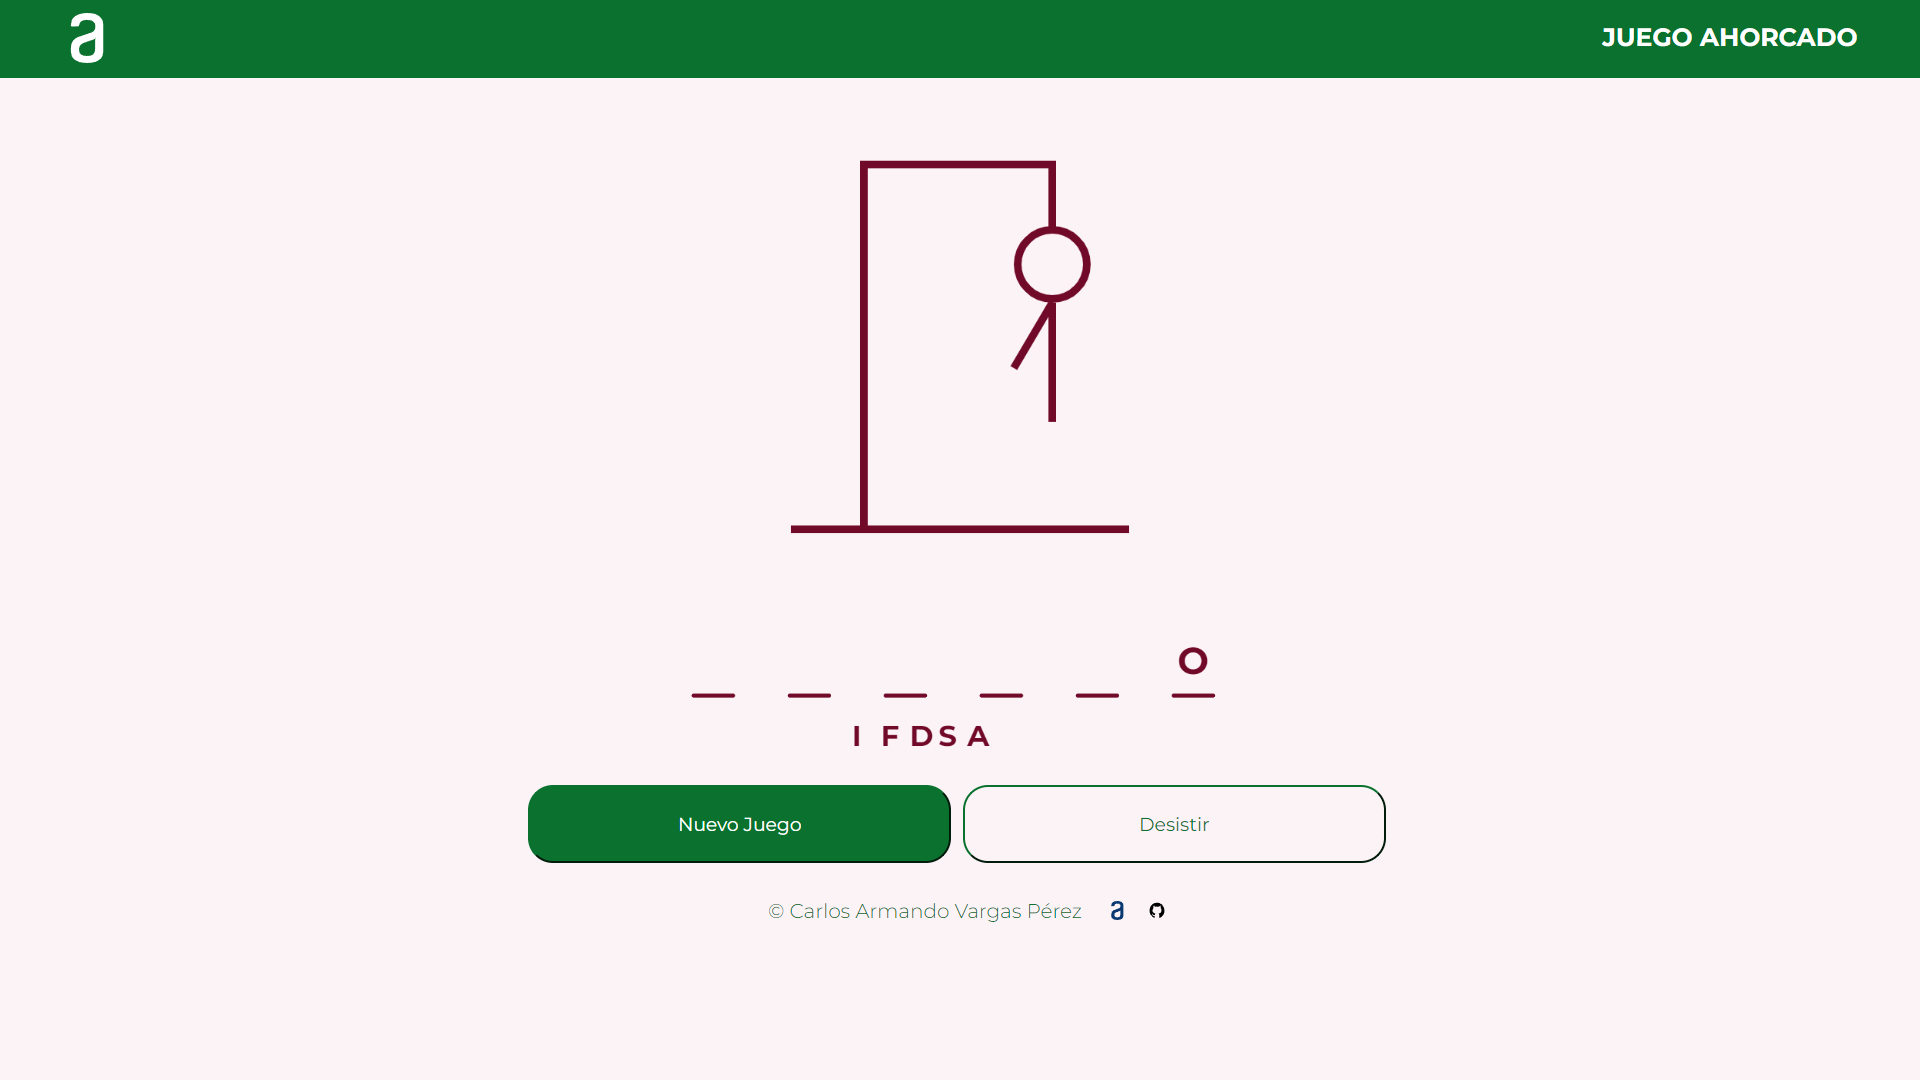 a JUEGO AHORCADO
O
I F D S A
Nuevo Juego Desistir
© Carlos Armando Vargas Pérez a